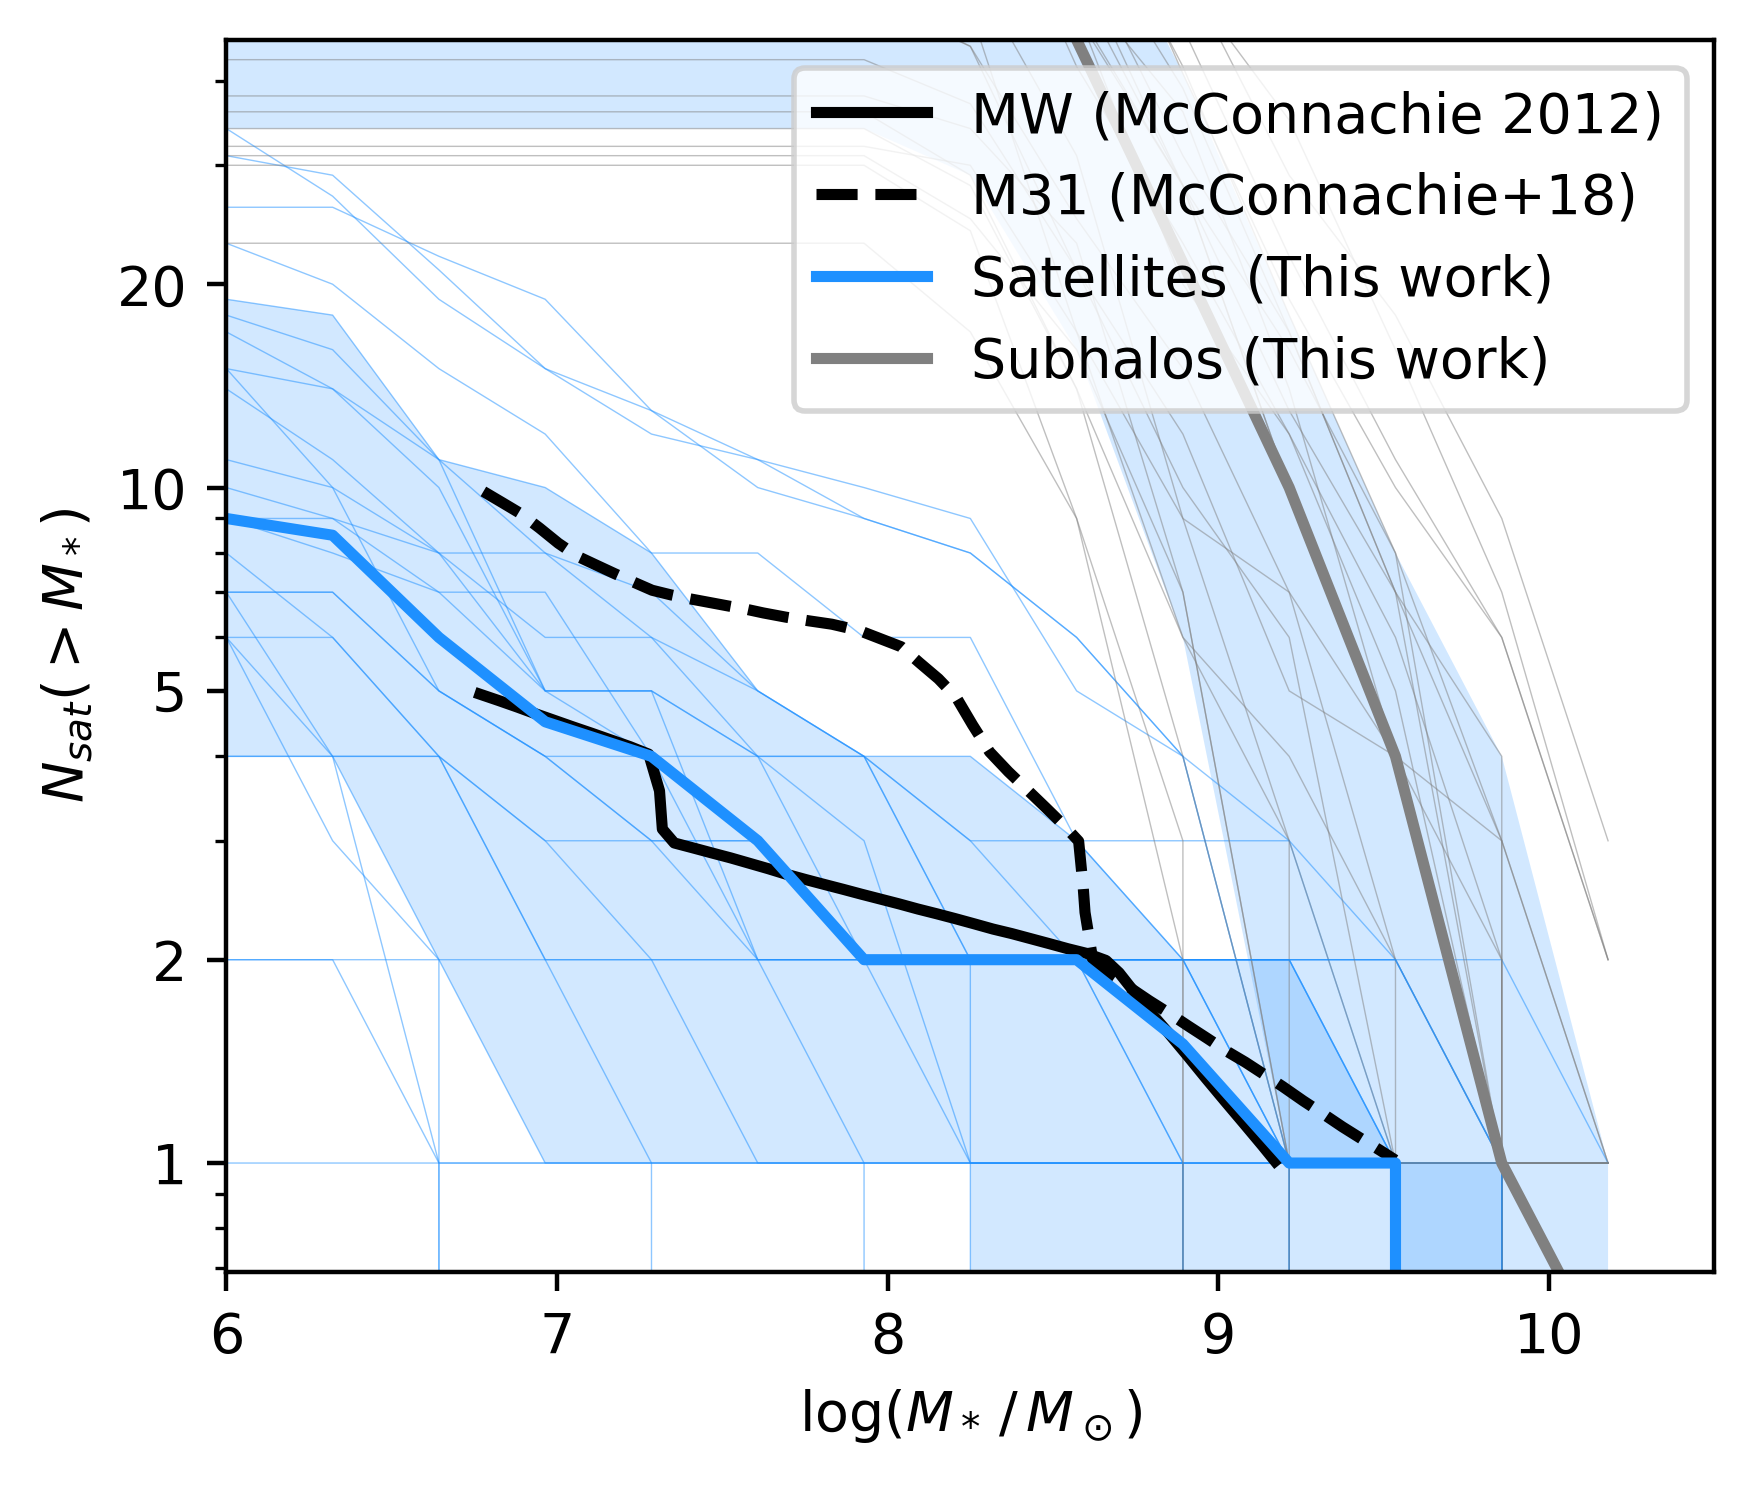 MW (McConnachie 2012)
M31 (McConnachie+18)
Satellites (This work)
Subhalos (This work)
20
10
5
2
1
N_sat(> M_*)
6 7 8 9 10
log(M_* / M_⊙)